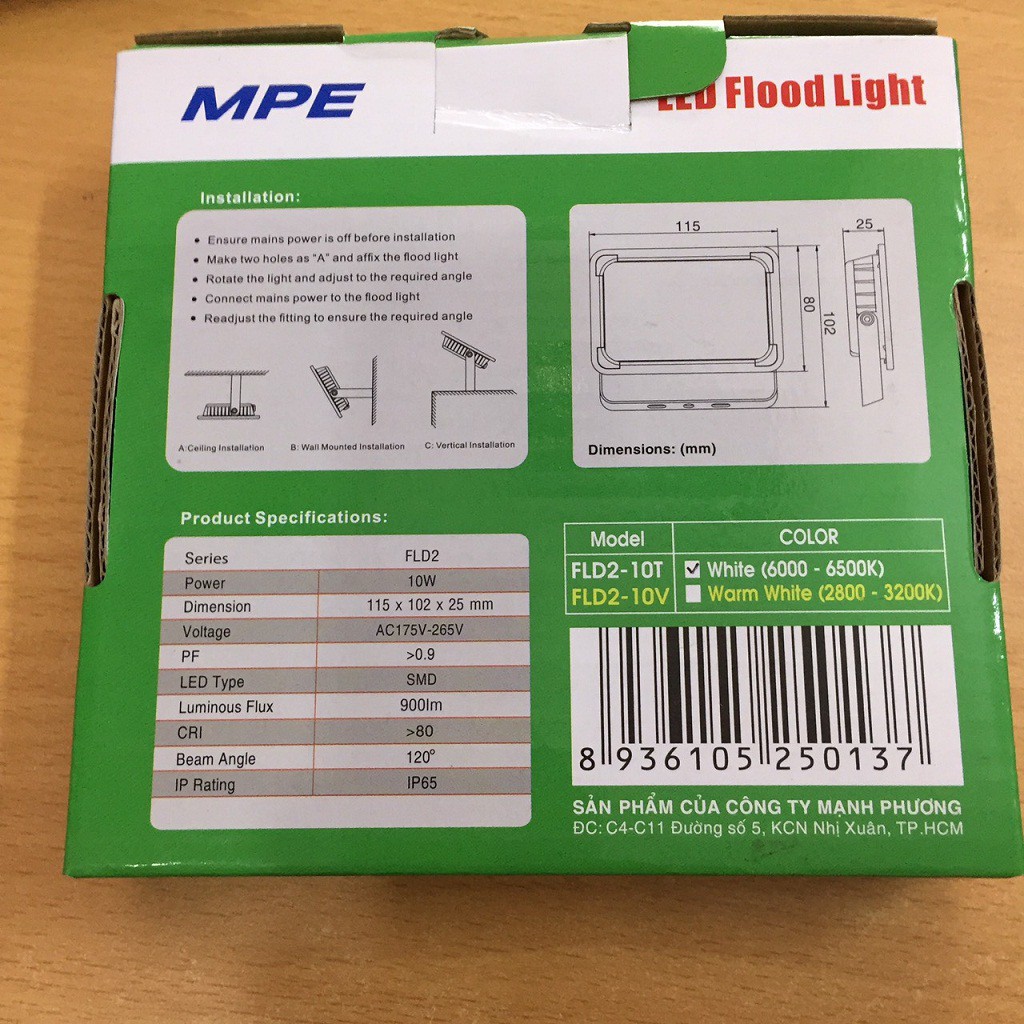 MPE
LED Flood Light
Installation:
• Ensure mains power is off before installation
• Make two holes as “A” and affix the flood light
• Rotate the light and adjust to the required angle
• Connect mains power to the flood light
• Readjust the fitting to ensure the required angle
A:Ceiling Installation
B: Wall Mounted Installation
C: Vertical Installation
115
25
80
102
Dimensions: (mm)
Product Specifications:
Series FLD2
Power 10W
Dimension 115 x 102 x 25 mm
Voltage AC175V-265V
PF >0.9
LED Type SMD
Luminous Flux 900lm
CRI >80
Beam Angle 120°
IP Rating IP65
Model COLOR
FLD2-10T White (6000 - 6500K)
FLD2-10V Warm White (2800 - 3200K)
8 936105 250137
SẢN PHẨM CỦA CÔNG TY MẠNH PHƯƠNG
ĐC: C4-C11 Đường số 5, KCN Nhị Xuân, TP.HCM